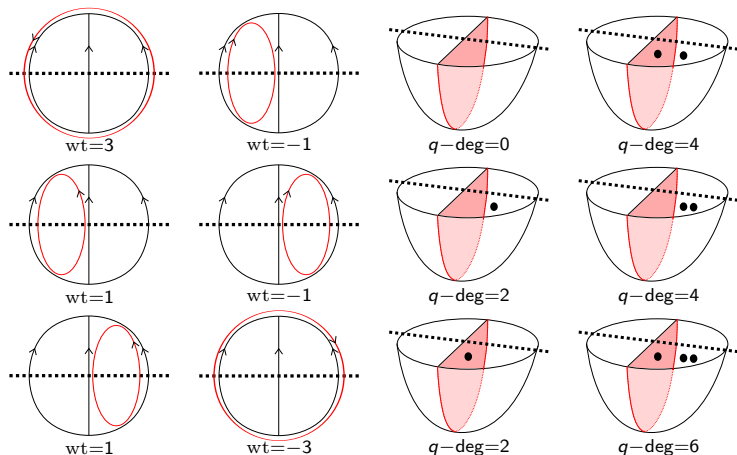 wt=3 wt=−1 q−deg=0 q−deg=4
wt=1 wt=−1 q−deg=2 q−deg=4
wt=1 wt=−3 q−deg=2 q−deg=6